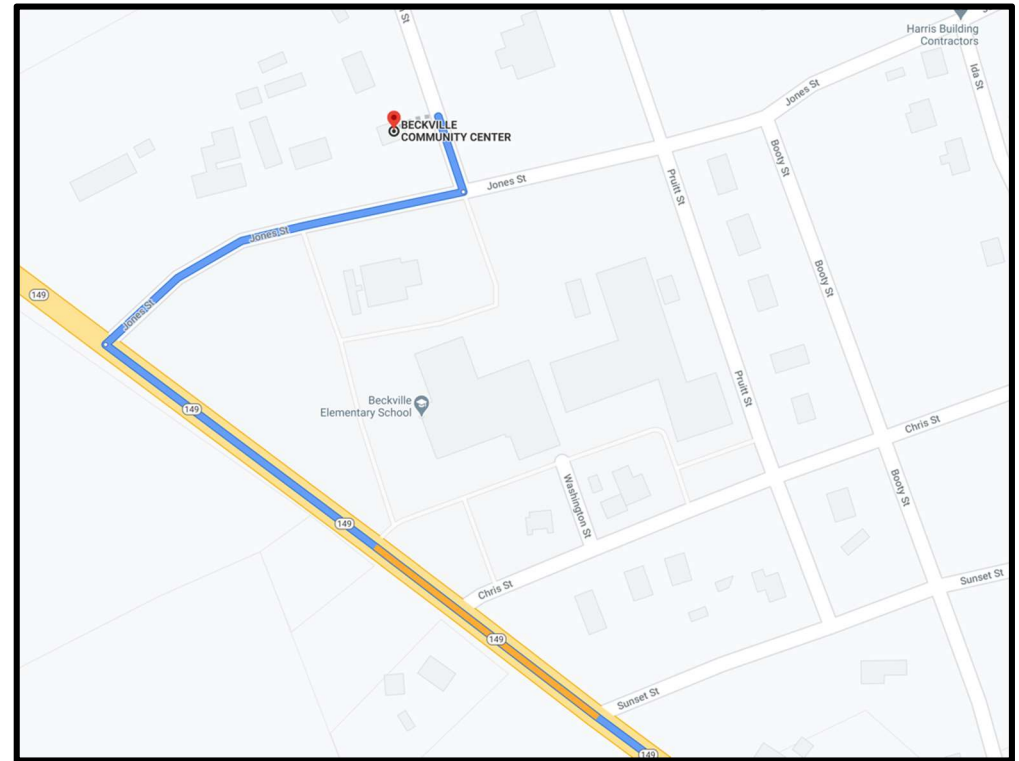 St
Harris Building
Contractors
Ida St
Jones St
BECKVILLE
COMMUNITY CENTER
Booty St
Jones St
Pruitt St
Jones St
Booty St
149
Jones St
Pruitt St
Beckville
Elementary School
149
Chris St
Booty St
Washington St
149
Sunset St
Chris St
149
Sunset St
149